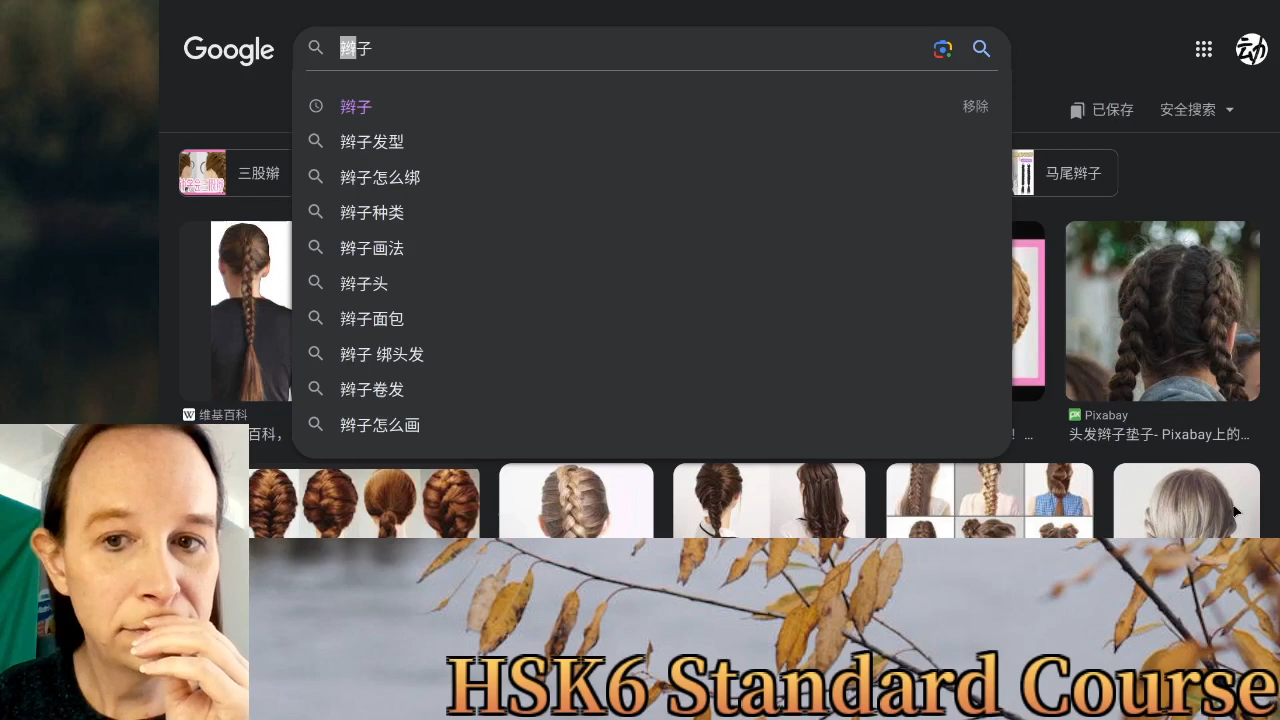 Google
辫子
辫子
移除
辫子发型
辫子怎么绑
辫子种类
辫子画法
辫子头
辫子面包
辫子 绑头发
辫子卷发
辫子怎么画
已保存
安全搜索
三股辫
马尾辫子
W 维基百科
百科，
! ...
Pixabay
头发辫子垫子- Pixabay上的...
HSK6 Standard Course